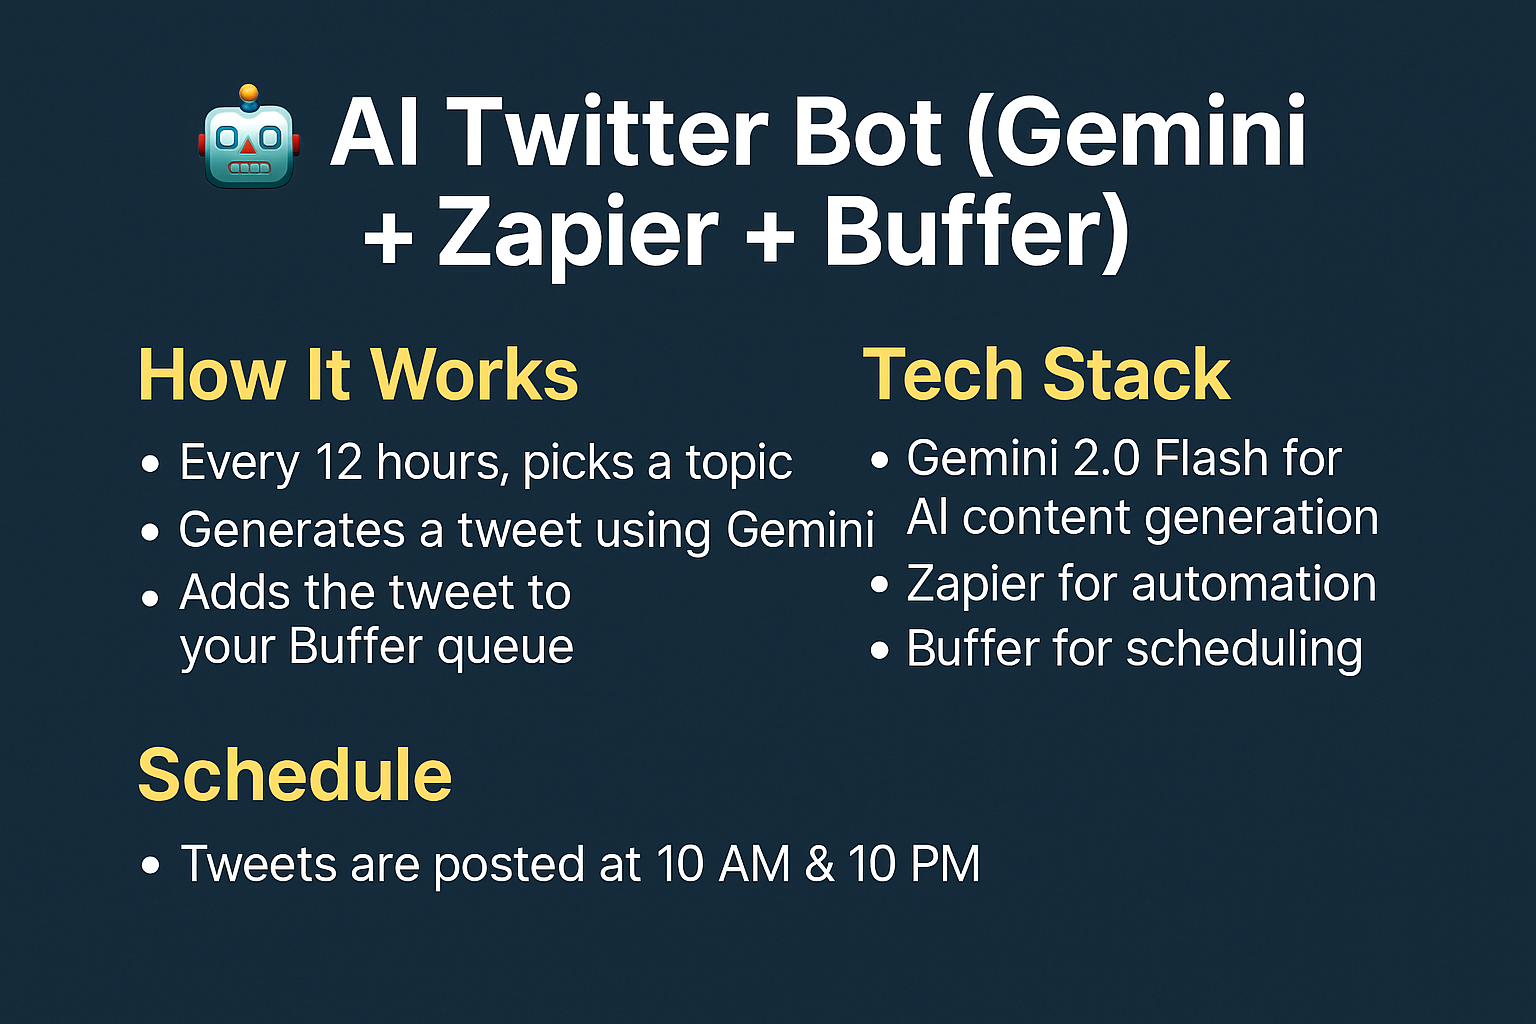 🤖 AI Twitter Bot (Gemini
+ Zapier + Buffer)
How It Works
• Every 12 hours, picks a topic
• Generates a tweet using Gemini
• Adds the tweet to
your Buffer queue
Tech Stack
• Gemini 2.0 Flash for
AI content generation
• Zapier for automation
• Buffer for scheduling
Schedule
• Tweets are posted at 10 AM & 10 PM